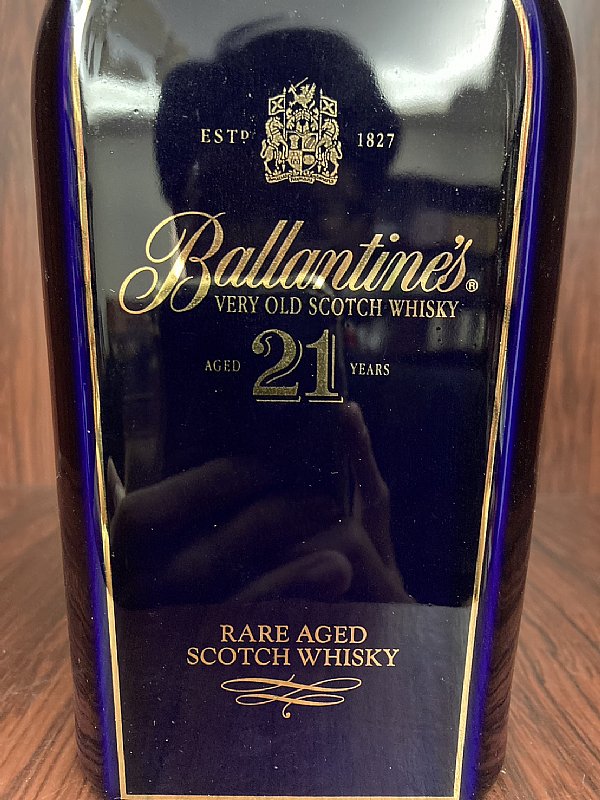 ESTD 1827
Ballantine's®
VERY OLD SCOTCH WHISKY
AGED 21 YEARS
RARE AGED
SCOTCH WHISKY